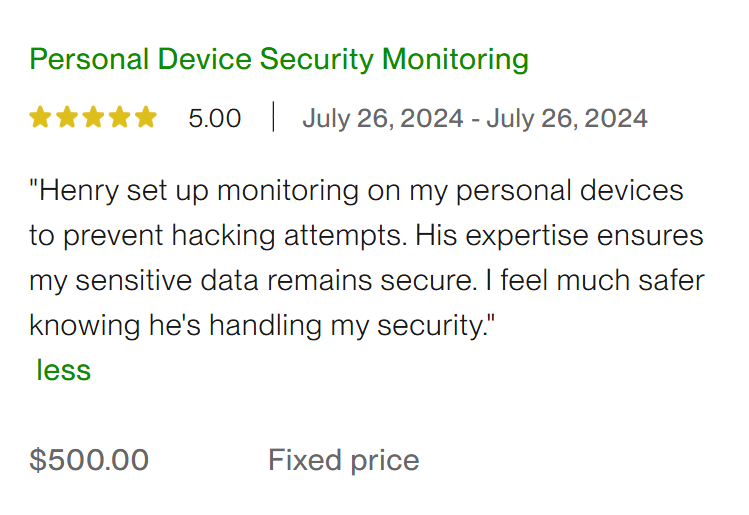 Personal Device Security Monitoring
5.00 | July 26, 2024 - July 26, 2024
"Henry set up monitoring on my personal devices
to prevent hacking attempts. His expertise ensures
my sensitive data remains secure. I feel much safer
knowing he's handling my security."
less
$500.00 Fixed price